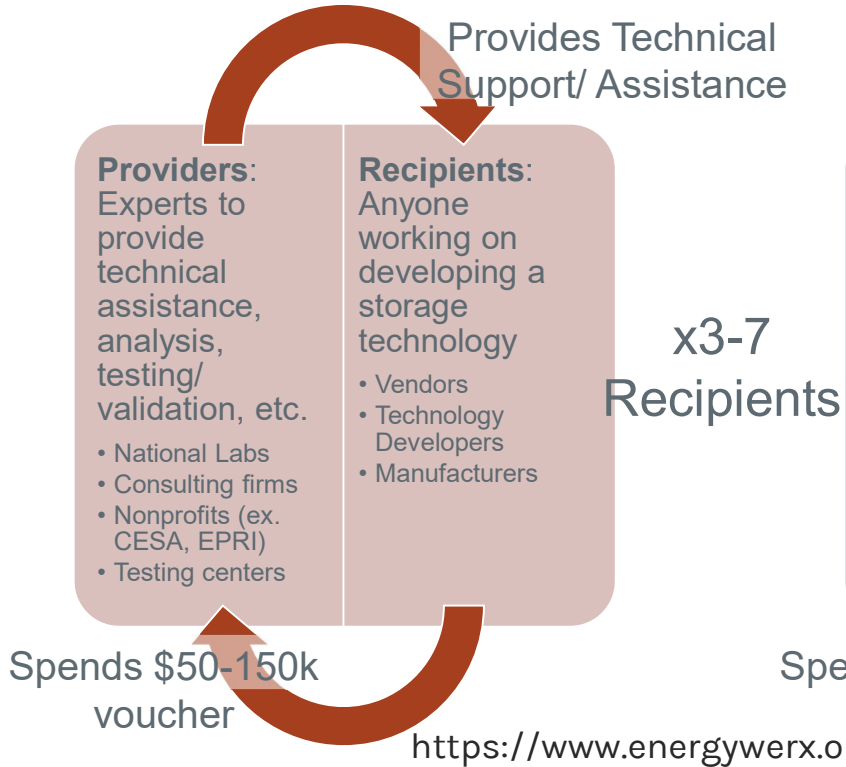 Provides Technical
Support/ Assistance
Providers:
Experts to
provide
technical
assistance,
analysis,
testing/
validation, etc.
• National Labs
• Consulting firms
• Nonprofits (ex.
CESA, EPRI)
• Testing centers
Recipients:
Anyone
working on
developing a
storage
technology
• Vendors
• Technology
Developers
• Manufacturers
x3-7
Recipients
Spends $50-150k
voucher
Spe
https://www.energywerx.o